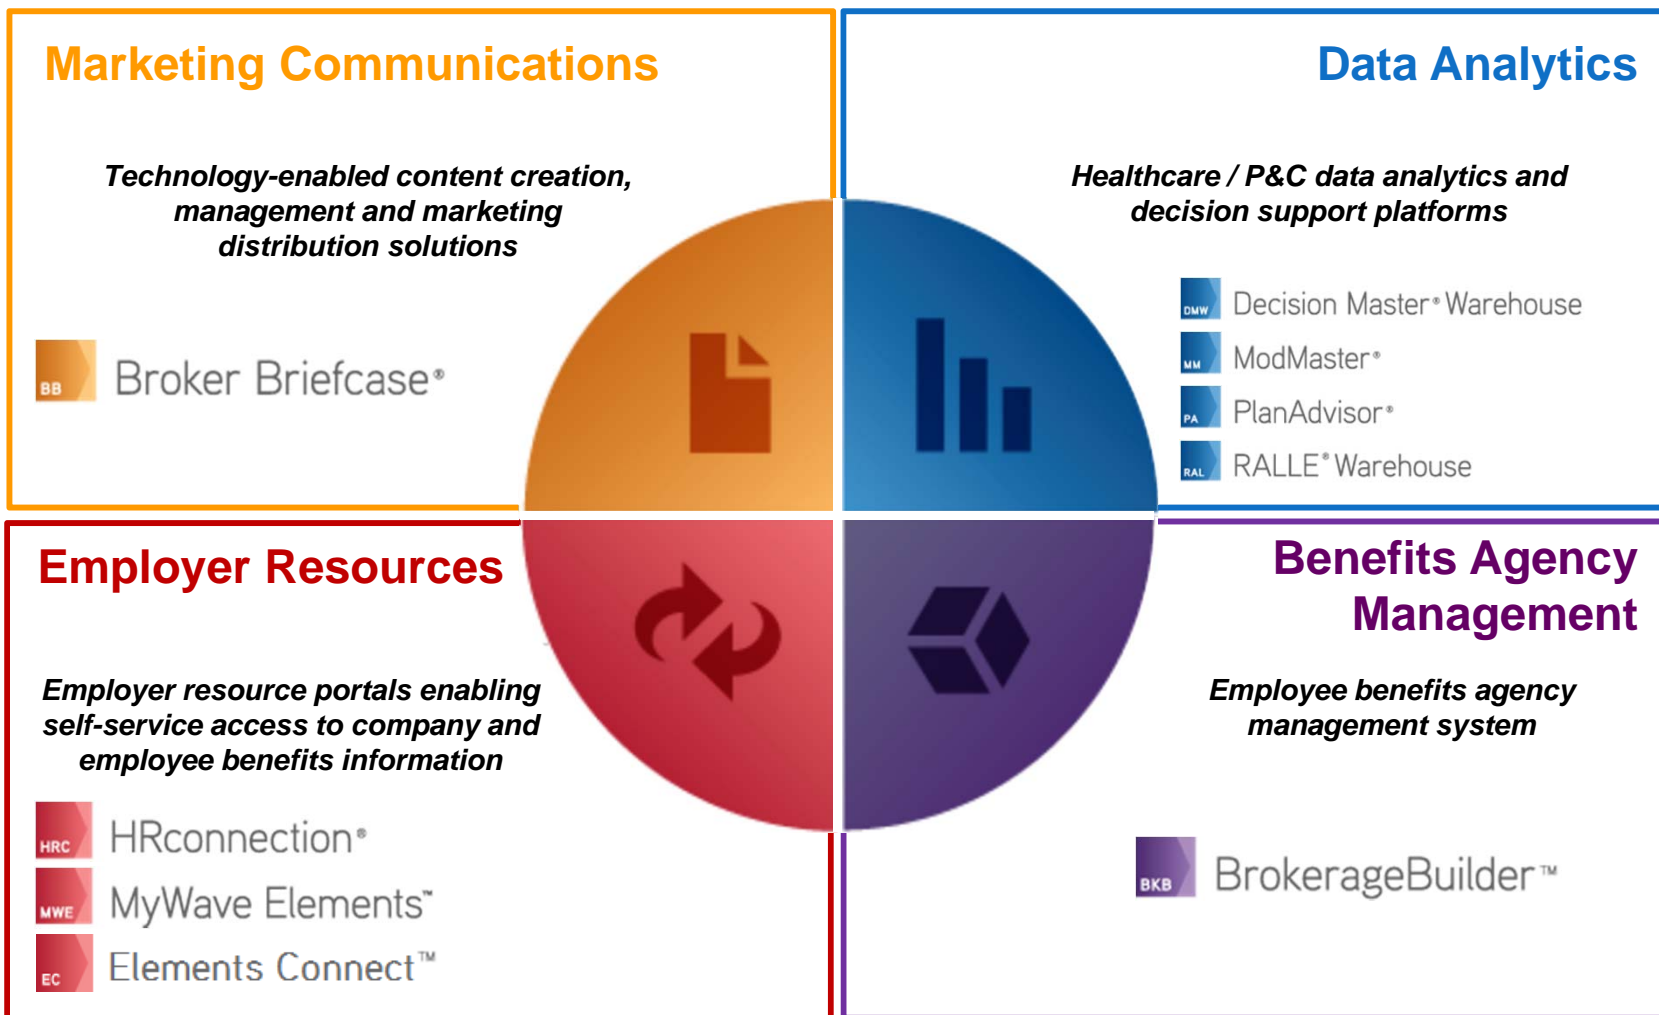 Marketing Communications
Technology-enabled content creation,
management and marketing
distribution solutions
BB
Broker Briefcase®
Data Analytics
Healthcare / P&C data analytics and
decision support platforms
DMW
Decision Master® Warehouse
MM
ModMaster®
PA
PlanAdvisor®
RAL
RALLE® Warehouse
Employer Resources
Employer resource portals enabling
self-service access to company and
employee benefits information
HRC
HRconnection®
MWE
MyWave Elements™
EC
Elements Connect™
Benefits Agency
Management
Employee benefits agency
management system
BKB
BrokerageBuilder™